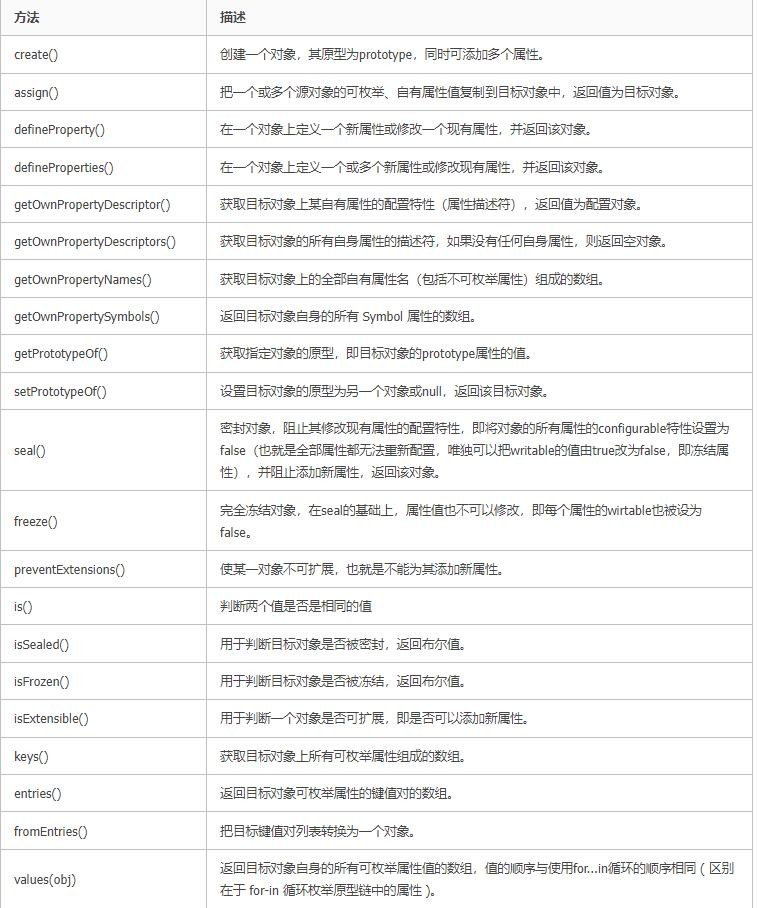 方法 描述
create() 创建一个对象，其原型为prototype，同时可添加多个属性。
assign() 把一个或多个源对象的可枚举、自有属性值复制到目标对象中，返回值为目标对象。
defineProperty() 在一个对象上定义一个新属性或修改一个现有属性，并返回该对象。
defineProperties() 在一个对象上定义一个或多个新属性或修改现有属性，并返回该对象。
getOwnPropertyDescriptor() 获取目标对象上某自有属性的配置特性（属性描述符），返回值为配置对象。
getOwnPropertyDescriptors() 获取目标对象的所有自身属性的描述符，如果没有任何自身属性，则返回空对象。
getOwnPropertyNames() 获取目标对象上的全部自有属性名（包括不可枚举属性）组成的数组。
getOwnPropertySymbols() 返回目标对象自身的所有 Symbol 属性的数组。
getPrototypeOf() 获取指定对象的原型，即目标对象的prototype属性的值。
setPrototypeOf() 设置目标对象的原型为另一个对象或null，返回该目标对象。
seal() 密封对象，阻止其修改现有属性的配置特性，即将对象的所有属性的configurable特性设置为
false（也就是全部属性都无法重新配置，唯独可以把writable的值由true改为false，即冻结属
性），并阻止添加新属性，返回该对象。
freeze() 完全冻结对象，在seal的基础上，属性值也不可以修改，即每个属性的wirtable也被设为
false。
preventExtensions() 使某一对象不可扩展，也就是不能为其添加新属性。
is() 判断两个值是否是相同的值
isSealed() 用于判断目标对象是否被密封，返回布尔值。
isFrozen() 用于判断目标对象是否被冻结，返回布尔值。
isExtensible() 用于判断一个对象是否可扩展，即是否可以添加新属性。
keys() 获取目标对象上所有可枚举属性组成的数组。
entries() 返回目标对象可枚举属性的键值对的数组。
fromEntries() 把目标键值对列表转换为一个对象。
values(obj) 返回目标对象自身的所有可枚举属性值的数组，值的顺序与使用for...in循环的顺序相同 ( 区别
在于 for-in 循环枚举原型链中的属性 )。